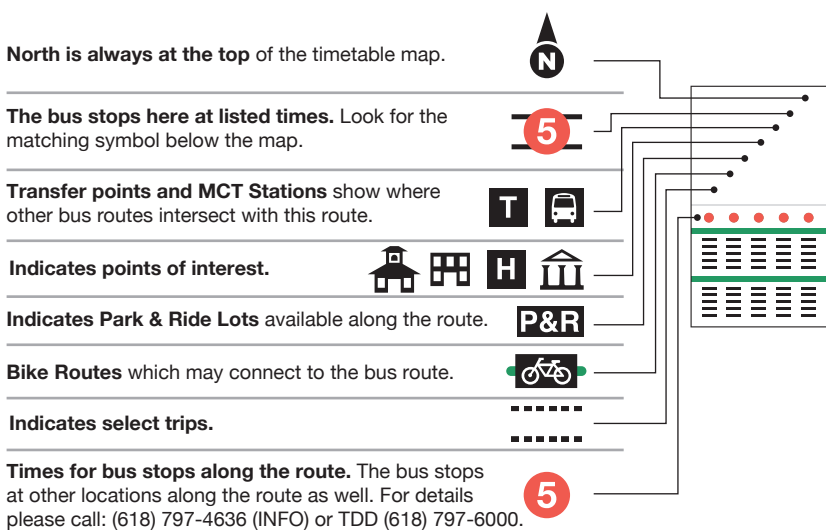 North is always at the top of the timetable map.
N
The bus stops here at listed times. Look for the
matching symbol below the map.
5
Transfer points and MCT Stations show where
other bus routes intersect with this route.
T
Indicates points of interest.
H
Indicates Park & Ride Lots available along the route.
P&R
Bike Routes which may connect to the bus route.
Indicates select trips.
Times for bus stops along the route. The bus stops
at other locations along the route as well. For details
please call: (618) 797-4636 (INFO) or TDD (618) 797-6000.
5